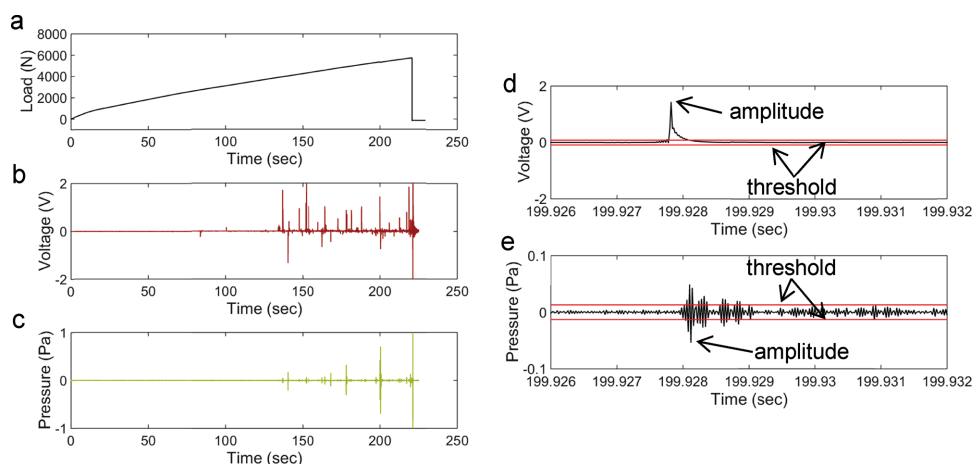 a
8000
6000
4000
2000
0
Load (N)
0 50 100 150 200 250
Time (sec)
b
2
0
-2
Voltage (V)
0 50 100 150 200 250
Time (sec)
c
1
0
-1
Pressure (Pa)
0 50 100 150 200 250
Time (sec)
d
2
0
-2
Voltage (V)
amplitude
threshold
199.926 199.927 199.928 199.929 199.93 199.931 199.932
Time (sec)
e
0.1
0
-0.1
Pressure (Pa)
threshold
amplitude
199.926 199.927 199.928 199.929 199.93 199.931 199.932
Time (sec)